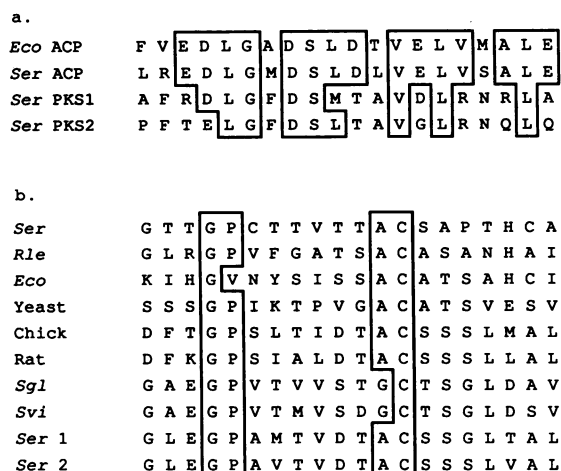 a.
Eco ACP F V E D L G A D S L D T V E L V M A L E
Ser ACP L R E D L G M D S L D L V E L V S A L E
Ser PKS1 A F R D L G F D S M T A V D L R N R L A
Ser PKS2 P F T E L G F D S L T A V G L R N Q L Q
b.
Ser G T T G P C T T V T T A C S A P T H C A
Rle G L R G P V F G A T S A C A S A N H A I
Eco K I H G V N Y S I S S A C A T S A H C I
Yeast S S S G P I K T P V G A C A T S V E S V
Chick D F T G P S L T I D T A C S S S L M A L
Rat D F K G P S I A L D T A C S S S L L A L
Sgl G A E G P V T V V S T G C T S G L D A V
Svi G A E G P V T M V S D G C T S G L D S V
Ser 1 G L E G P A M T V D T A C S S G L T A L
Ser 2 G L E G P A V T V D T A C S S S L V A L